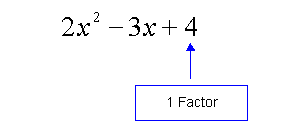 2x² − 3x + 4
1 Factor